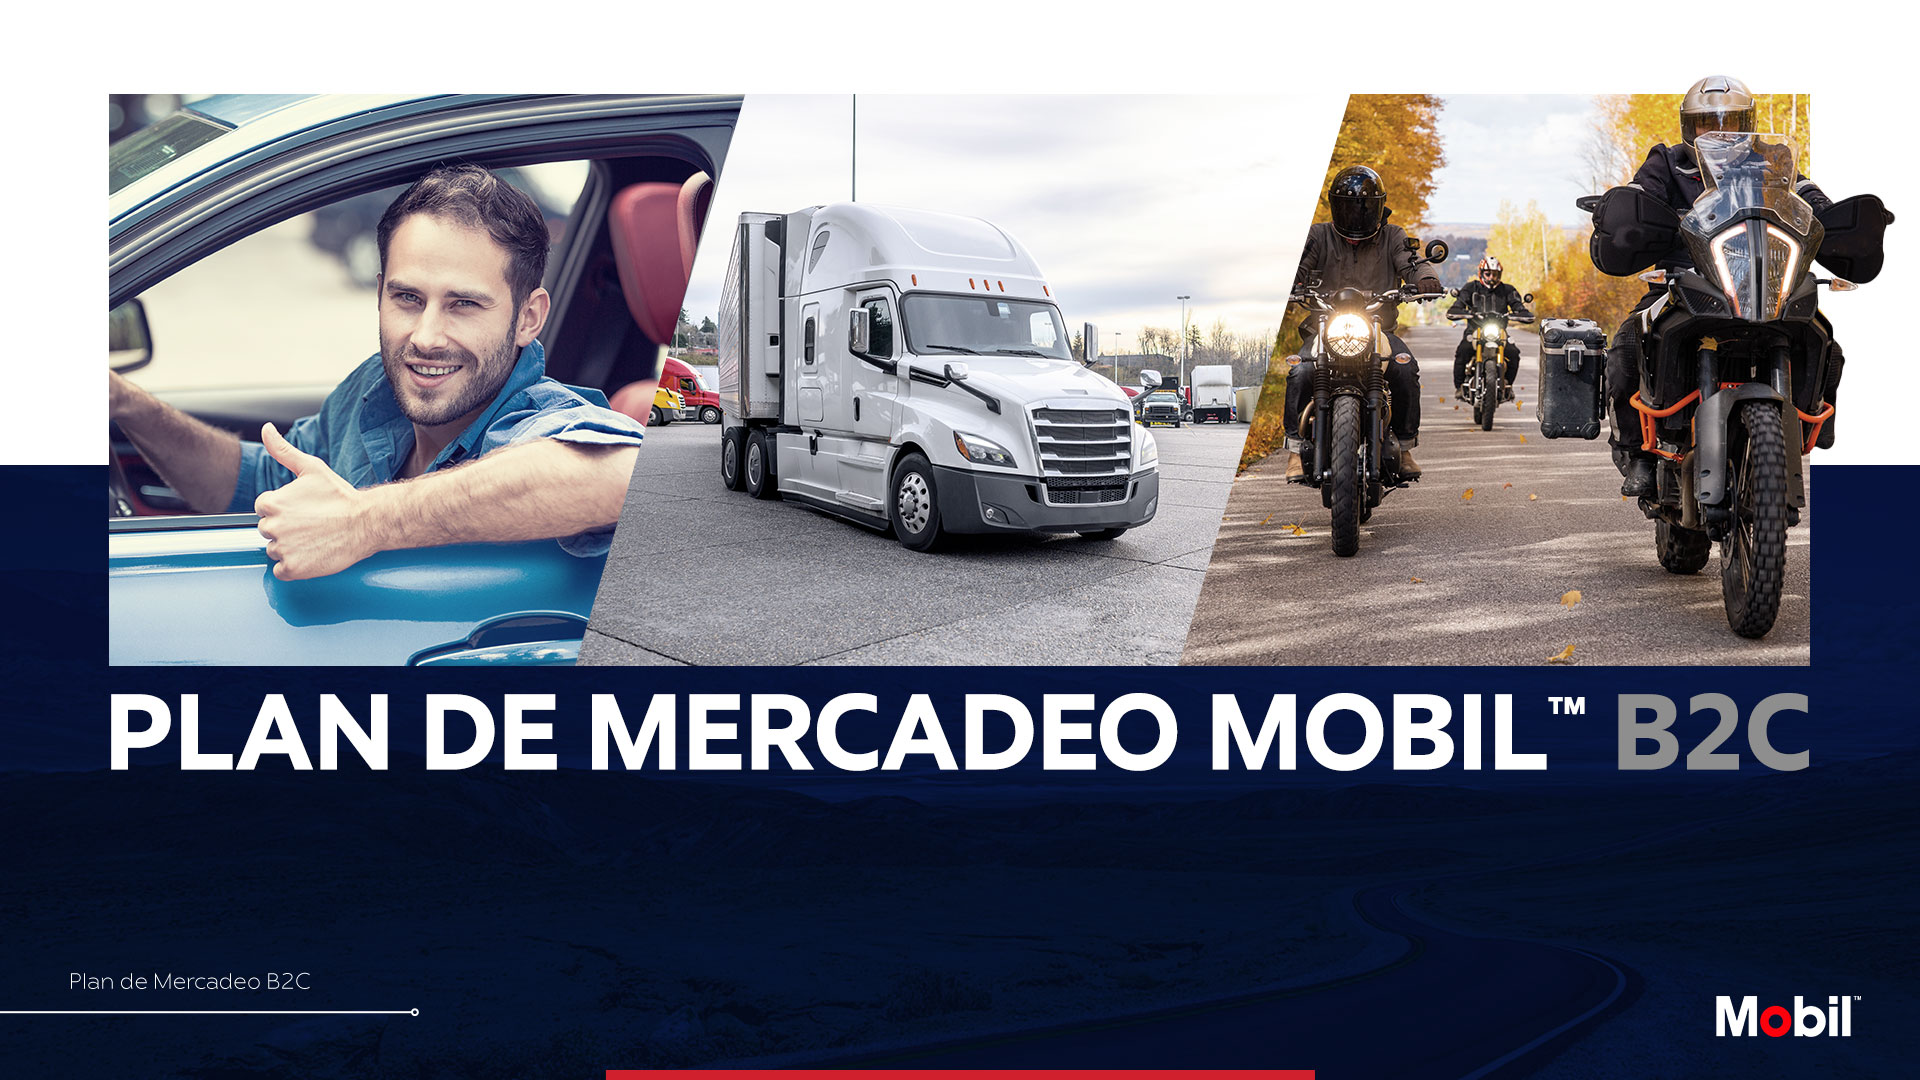 PLAN DE MERCADEO MOBIL™ B2C
Plan de Mercadeo B2C
Mobil™